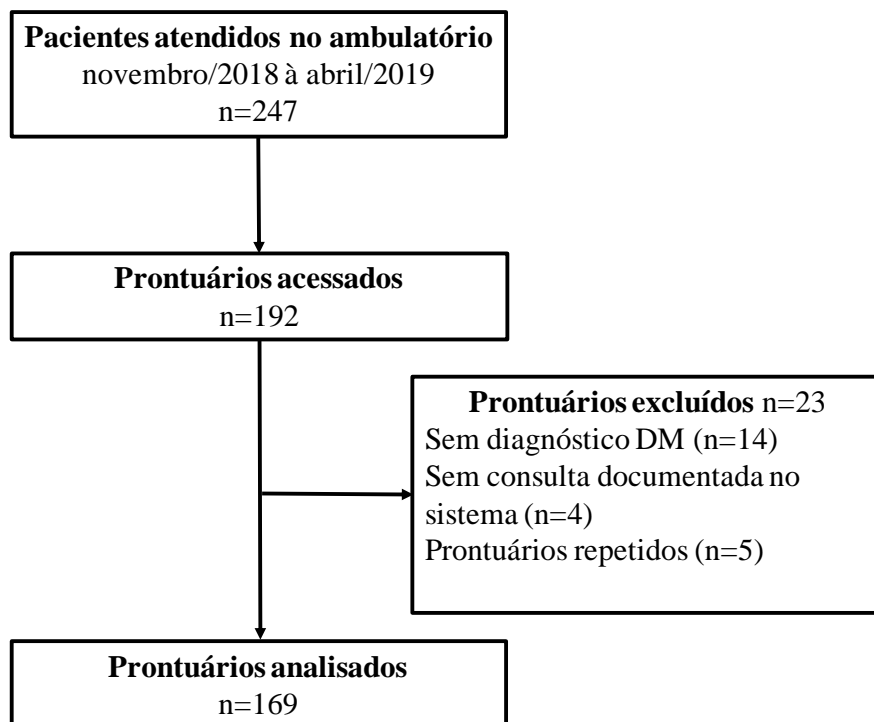 Pacientes atendidos no ambulatório
novembro/2018 à abril/2019
n=247
Prontuários acessados
n=192
Prontuários excluídos n=23
Sem diagnóstico DM (n=14)
Sem consulta documentada no
sistema (n=4)
Prontuários repetidos (n=5)
Prontuários analisados
n=169